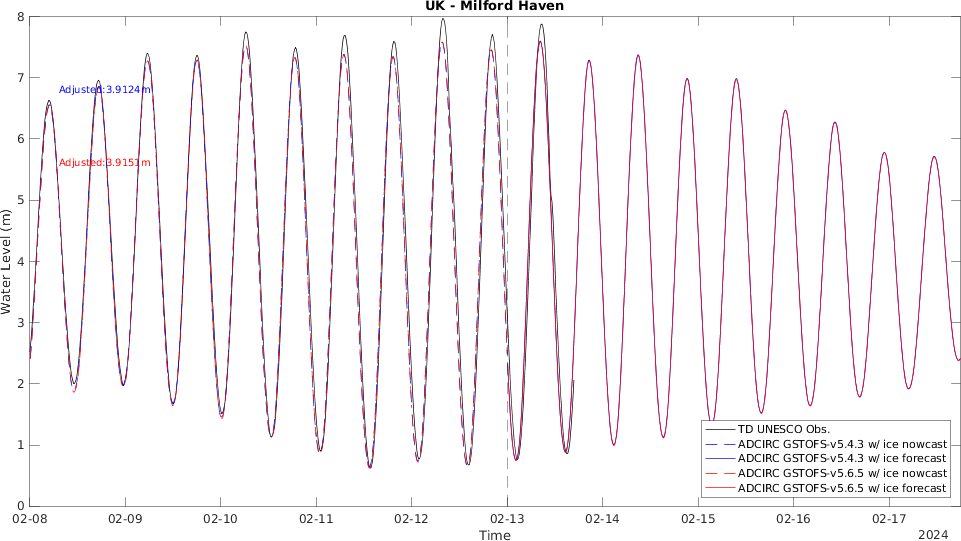 UK - Milford Haven
8
7
6
5
4
3
2
1
0
Water Level (m)
Adjusted:3.9124m
Adjusted:3.9151m
TD UNESCO Obs.
ADCIRC GSTOFS-v5.4.3 w/ ice nowcast
ADCIRC GSTOFS-v5.4.3 w/ ice forecast
ADCIRC GSTOFS-v5.6.5 w/ ice nowcast
ADCIRC GSTOFS-v5.6.5 w/ ice forecast
02-08 02-09 02-10 02-11 02-12 02-13 02-14 02-15 02-16 02-17
Time
2024